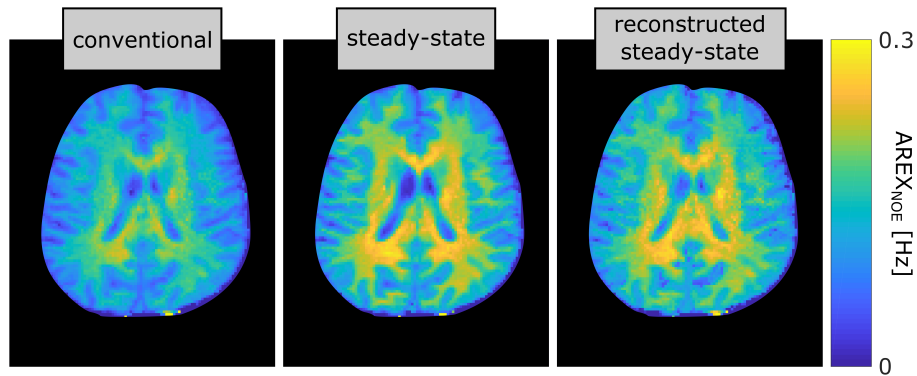 conventional
steady-state
reconstructed
steady-state
0.3
AREX_NOE [Hz]
0